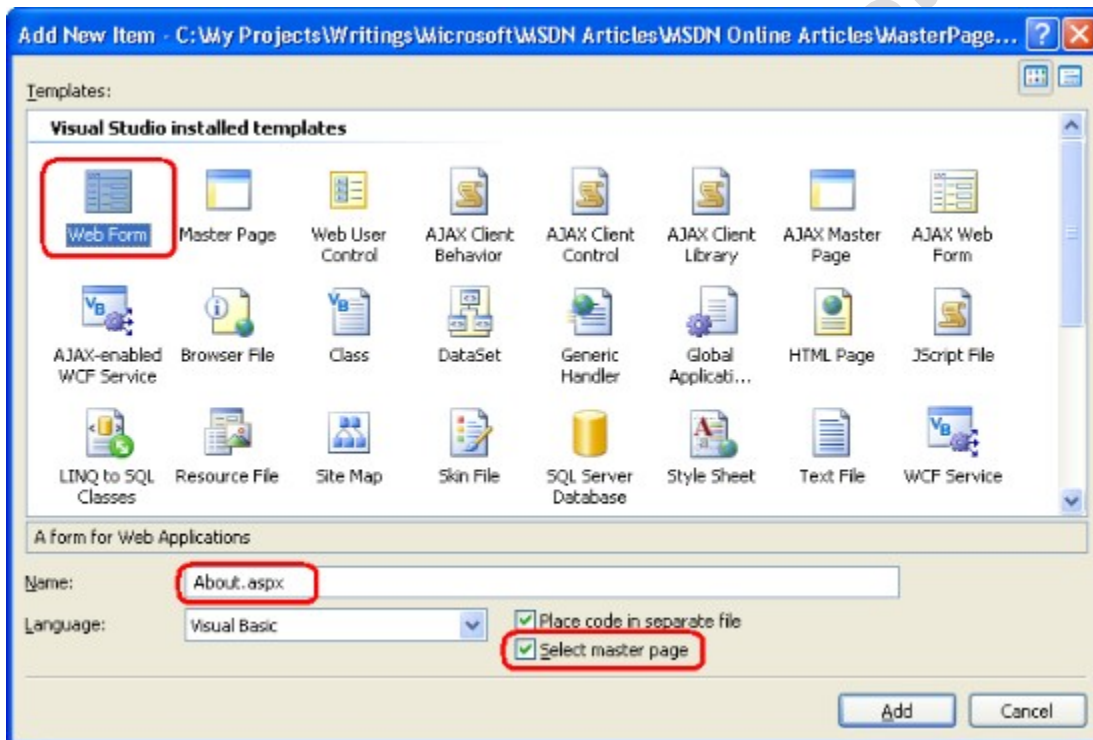 Add New Item - C:\My Projects\Writings\Microsoft\MSDN Articles\MSDN Online Articles\MasterPage...
Templates:
Visual Studio installed templates
Web Form
Master Page
Web User
Control
AJAX Client
Behavior
AJAX Client
Control
AJAX Client
Library
AJAX Master
Page
AJAX Web
Form
AJAX-enabled
WCF Service
Browser File
Class
DataSet
Generic
Handler
Global
Applicati...
HTML Page
JScript File
LINQ to SQL
Classes
Resource File
Site Map
Skin File
SQL Server
Database
Style Sheet
Text File
WCF Service
A form for Web Applications
Name:
About.aspx
Language:
Visual Basic
Place code in separate file
Select master page
Add
Cancel